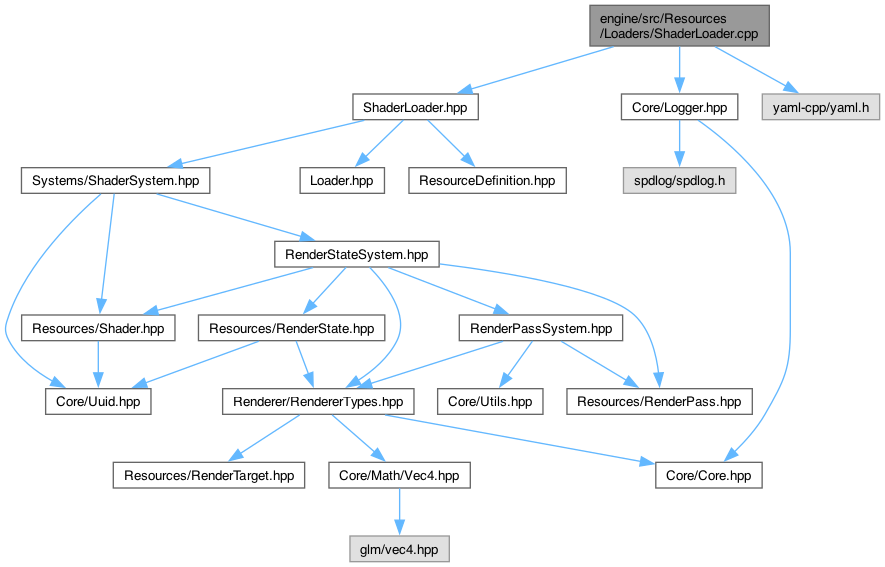 engine/src/Resources
/Loaders/ShaderLoader.cpp
ShaderLoader.hpp
Core/Logger.hpp
yaml-cpp/yaml.h
Systems/ShaderSystem.hpp
Loader.hpp
ResourceDefinition.hpp
spdlog/spdlog.h
RenderStateSystem.hpp
Resources/Shader.hpp
Resources/RenderState.hpp
RenderPassSystem.hpp
Core/Uuid.hpp
Renderer/RendererTypes.hpp
Core/Utils.hpp
Resources/RenderPass.hpp
Resources/RenderTarget.hpp
Core/Math/Vec4.hpp
Core/Core.hpp
glm/vec4.hpp